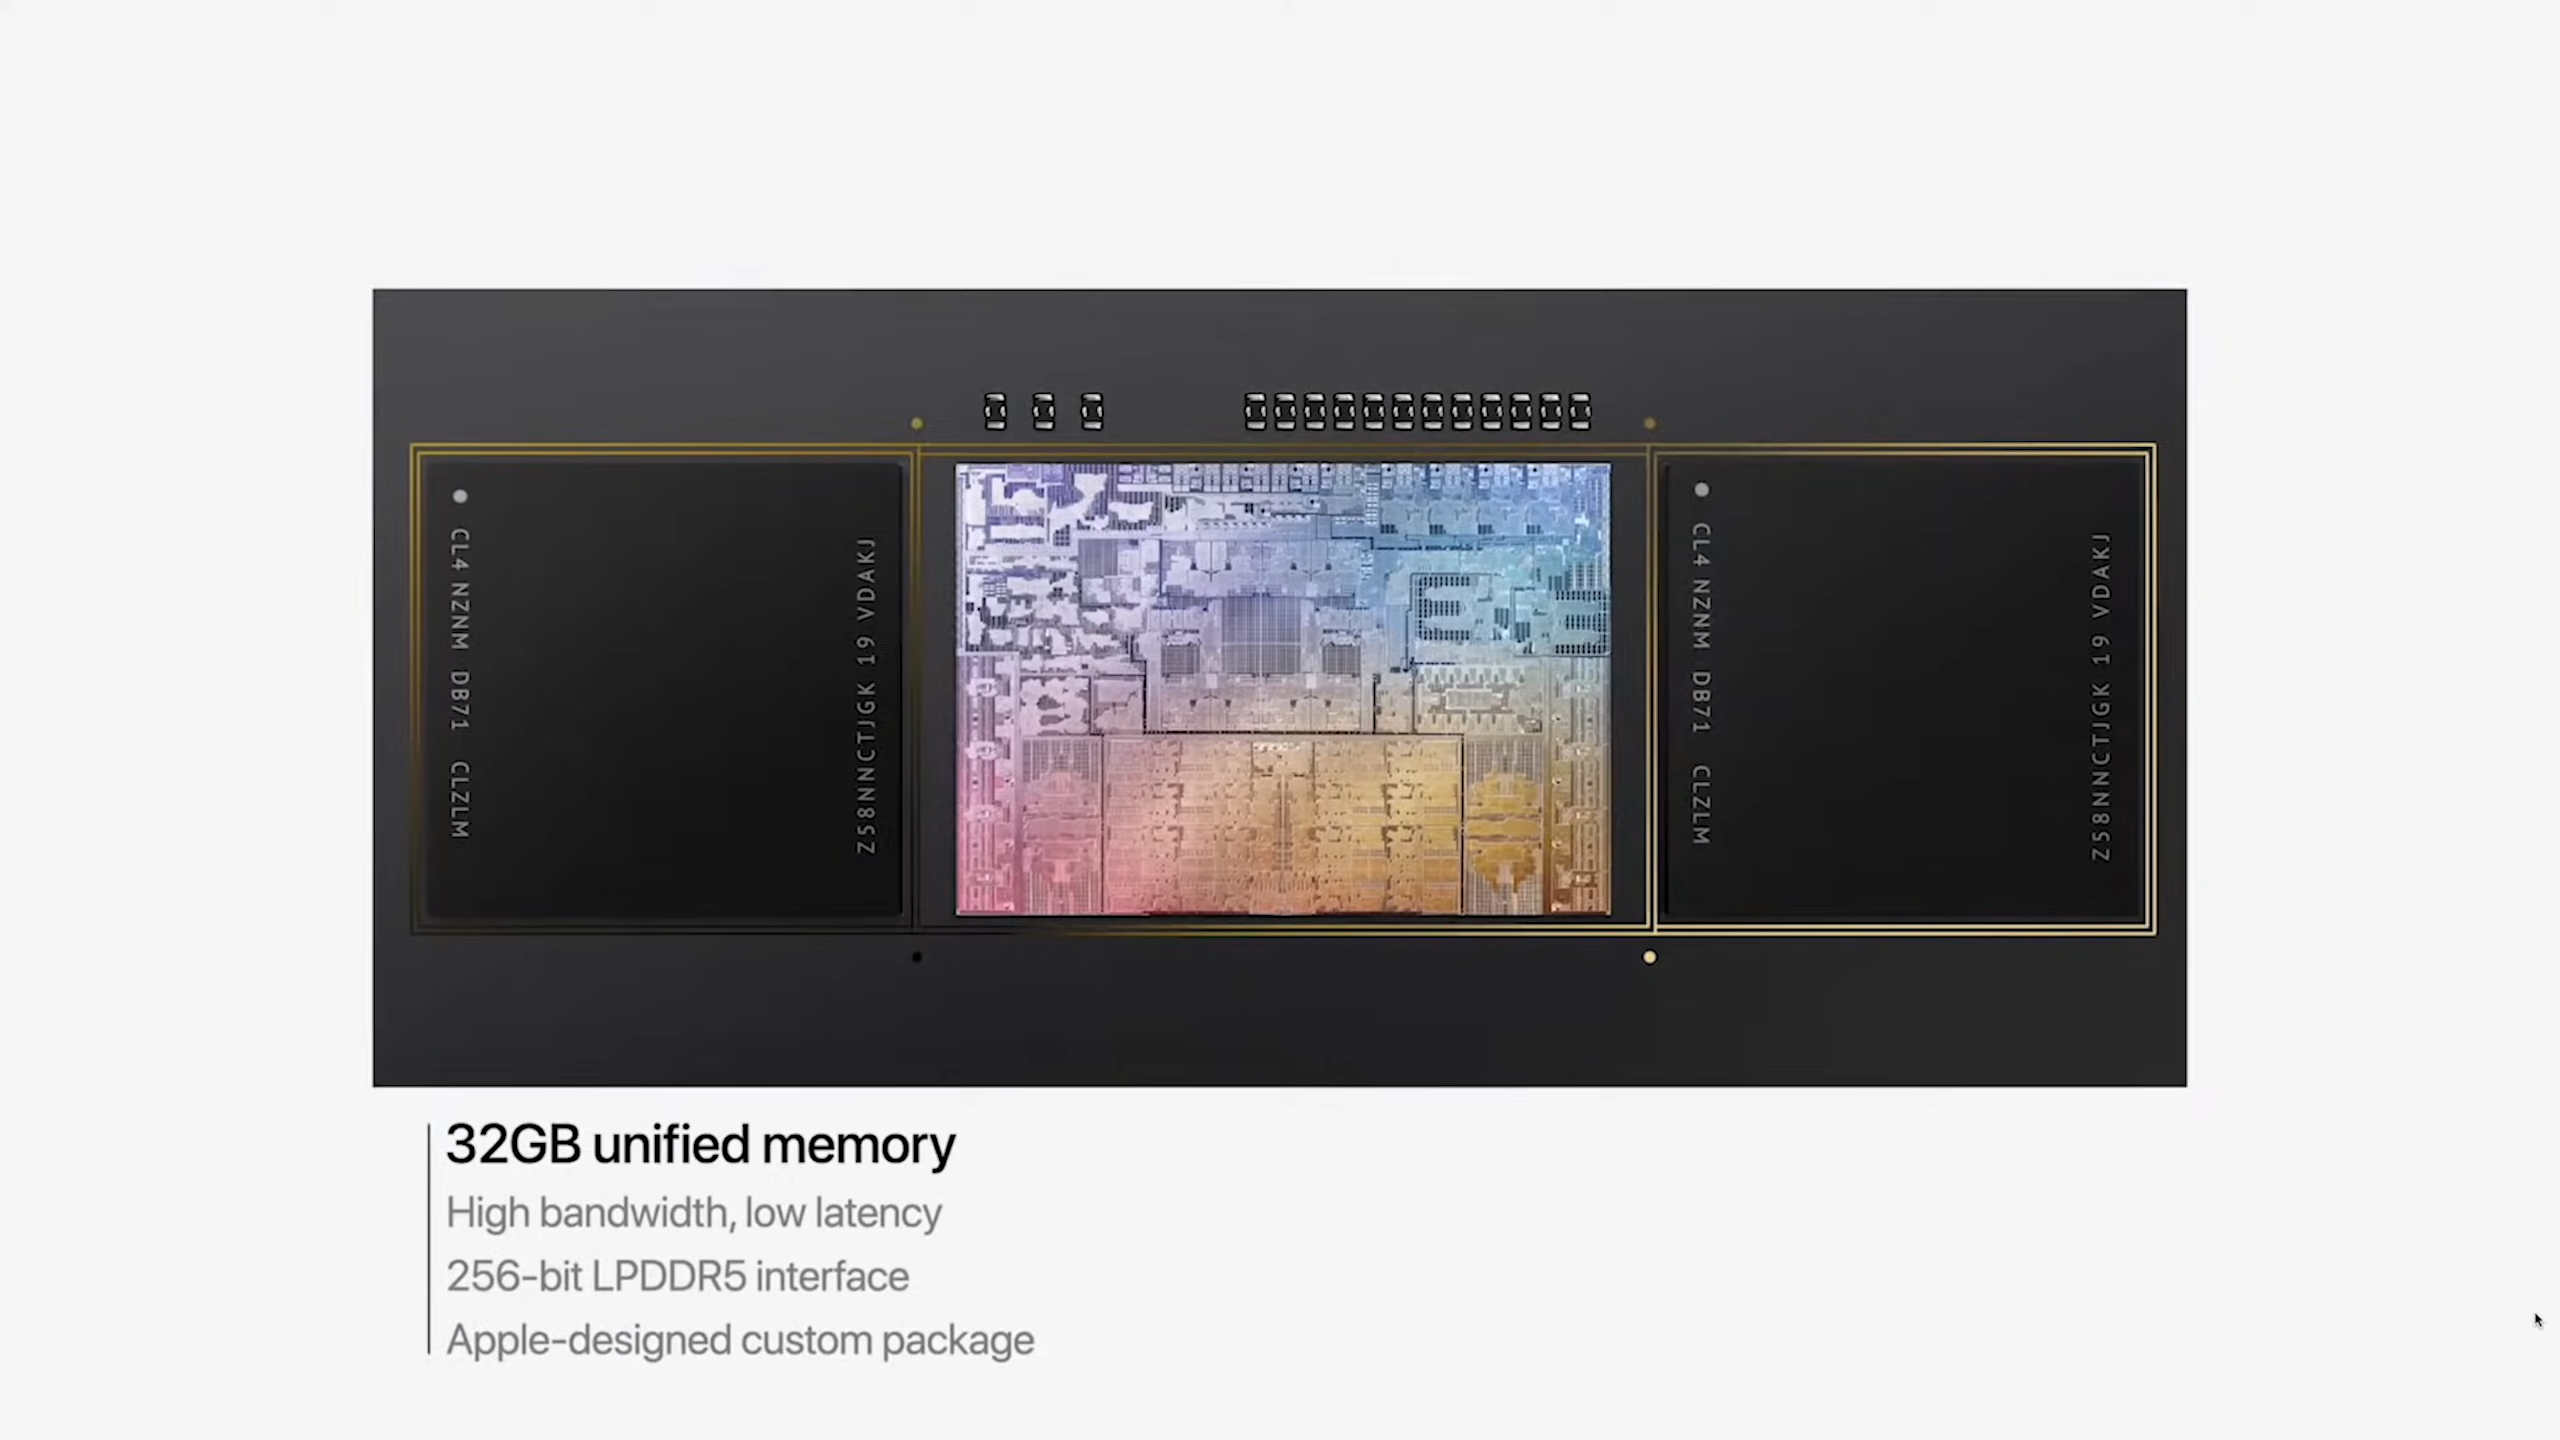 CL4 NZNM DB71 CLZLM
Z58NNCTJGK 19 VDAKJ
CL4 NZNM DB71 CLZLM
Z58NNCTJGK 19 VDAKJ
32GB unified memory
High bandwidth, low latency
256-bit LPDDR5 interface
Apple-designed custom package